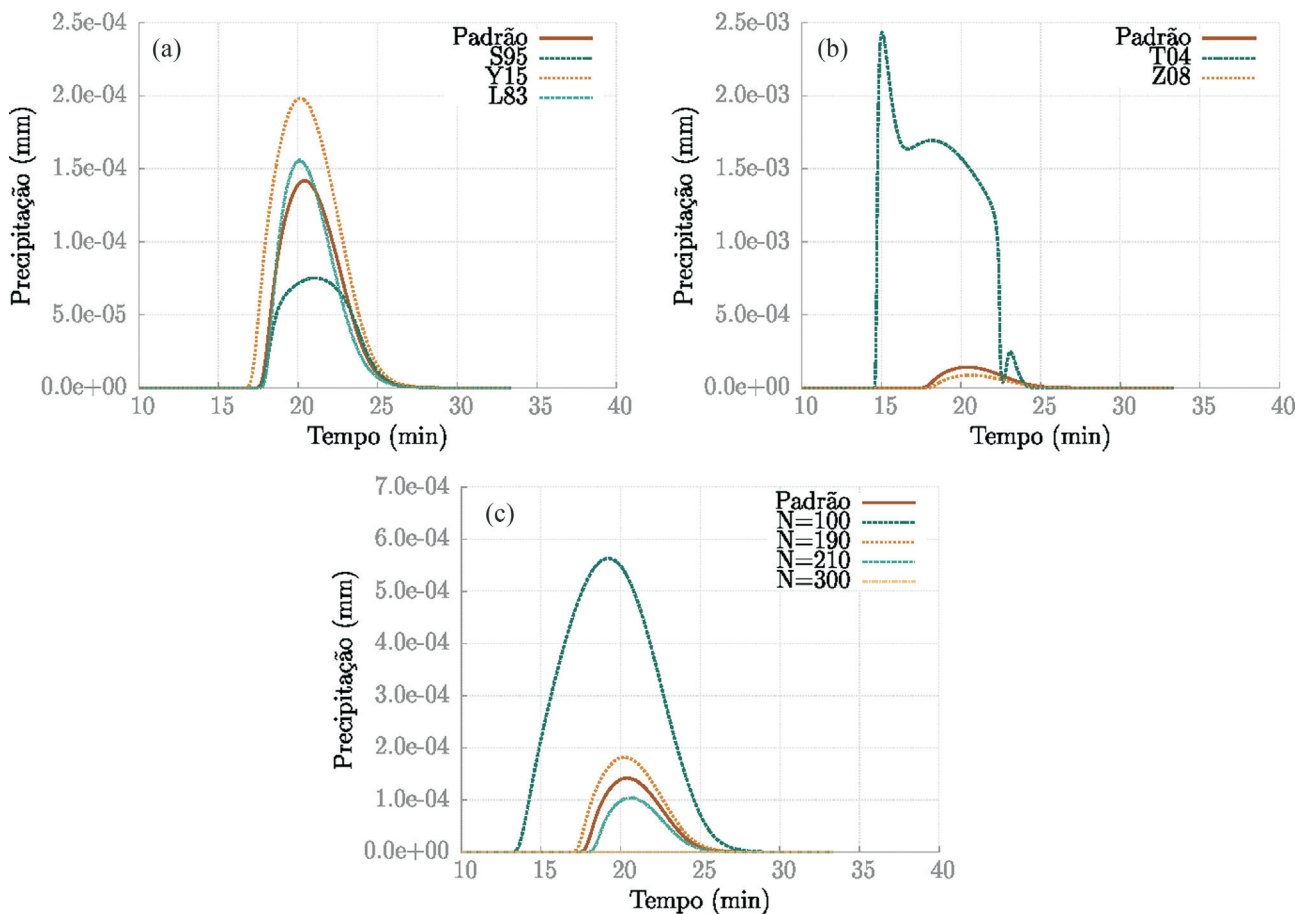 (a)
Padrão
S95
Y15
L83
2.5e-04
2.0e-04
1.5e-04
1.0e-04
5.0e-05
0.0e+00
Precipitação (mm)
10 15 20 25 30 35 40
Tempo (min)
(b)
Padrão
T04
Z08
2.5e-03
2.0e-03
1.5e-03
1.0e-03
5.0e-04
0.0e+00
Precipitação (mm)
10 15 20 25 30 35 40
Tempo (min)
(c)
Padrão
N=100
N=190
N=210
N=300
7.0e-04
6.0e-04
5.0e-04
4.0e-04
3.0e-04
2.0e-04
1.0e-04
0.0e+00
Precipitação (mm)
10 15 20 25 30 35 40
Tempo (min)